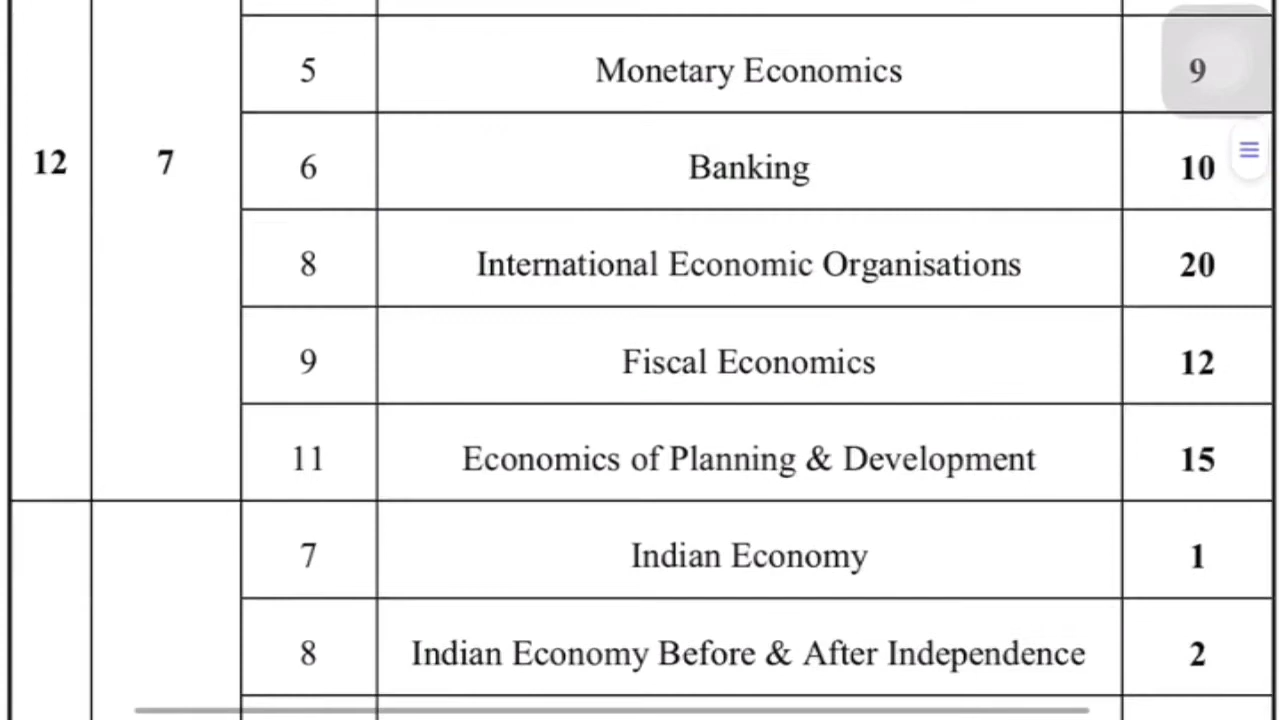 5 Monetary Economics 9
12 7 6 Banking 10
8 International Economic Organisations 20
9 Fiscal Economics 12
11 Economics of Planning & Development 15
7 Indian Economy 1
8 Indian Economy Before & After Independence 2